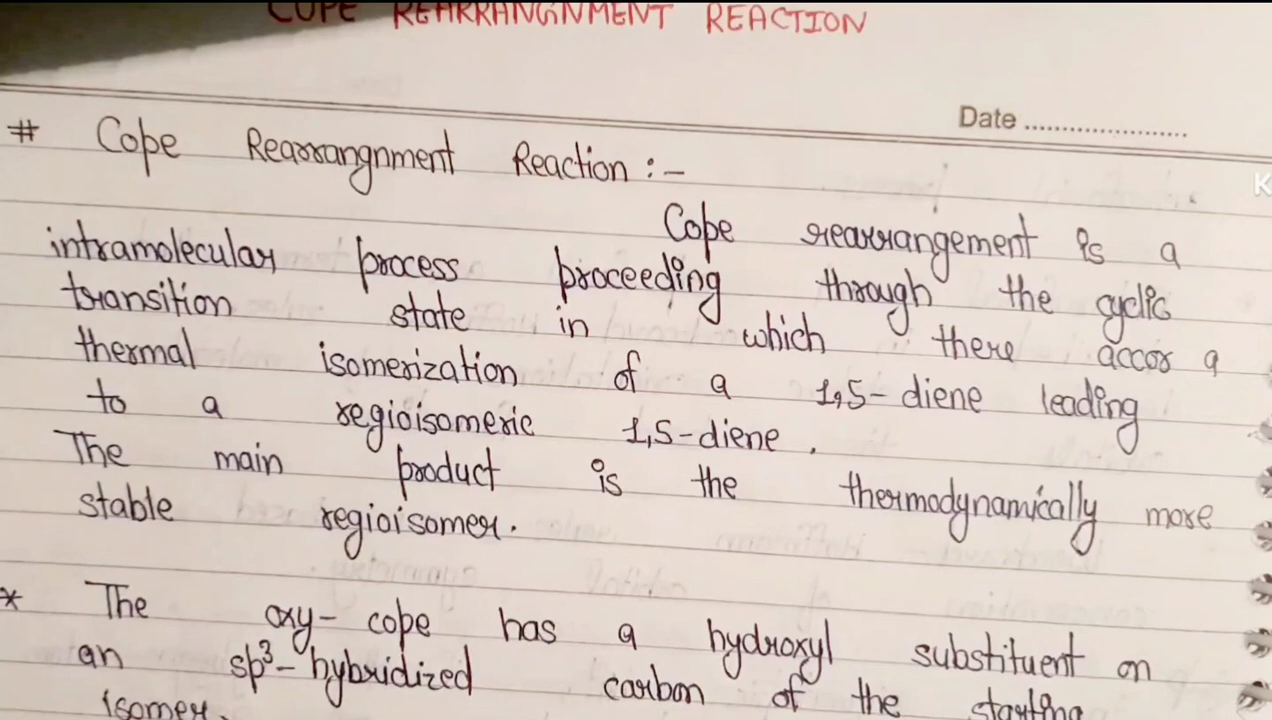 COPE REARRANGNMENT REACTION
Date ......................
# Cope Rearrangnment Reaction :-
Cope rearrangement is a
intramolecular process proceeding through the cyclic
transition state in which there accor a
thermal isomerization of a 1,5-diene leading
to a regioisomeric 1,5-diene.
The main product is the thermodynamically more
stable regioisomer.
* The oxy-cope has a hydroxyl substituent on
an sp³-hybridized carbon of the starting
isomer.